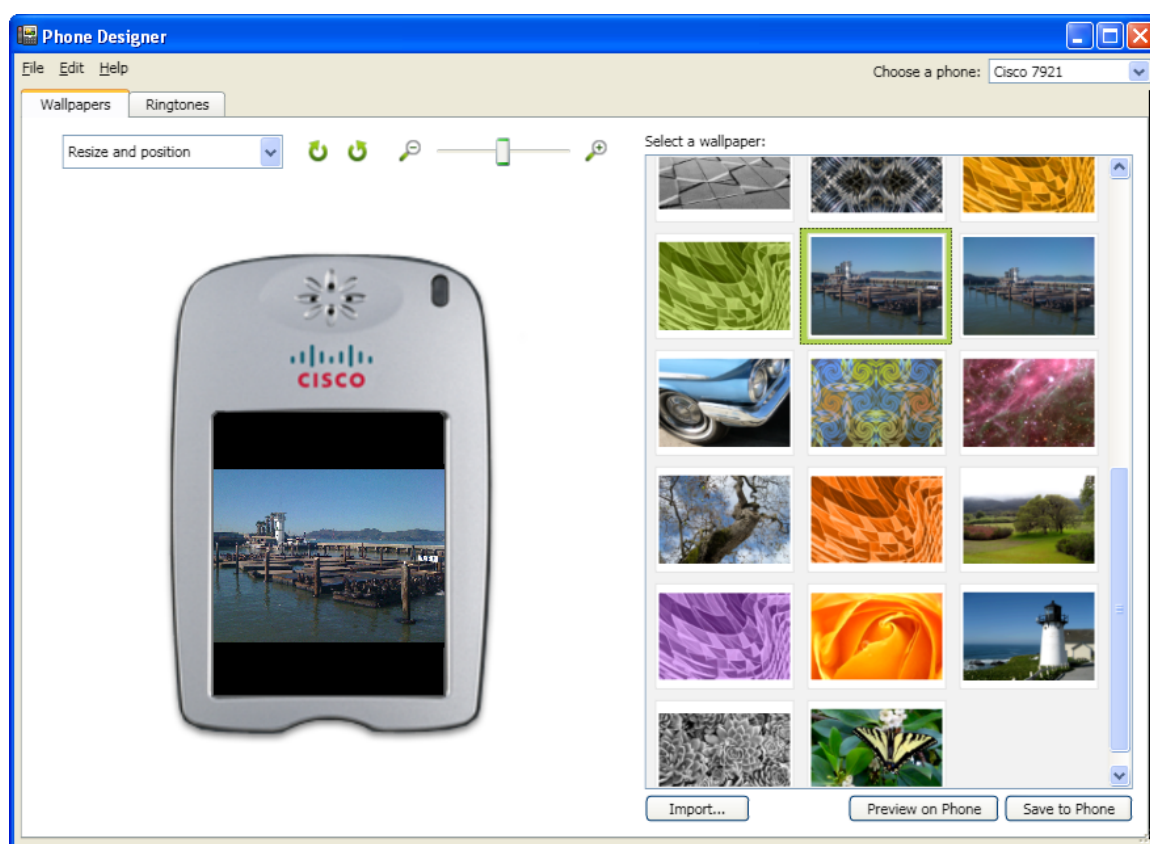 Phone Designer
File Edit Help
Choose a phone: Cisco 7921
Wallpapers Ringtones
Resize and position
Select a wallpaper:
CISCO
Import...
Preview on Phone
Save to Phone